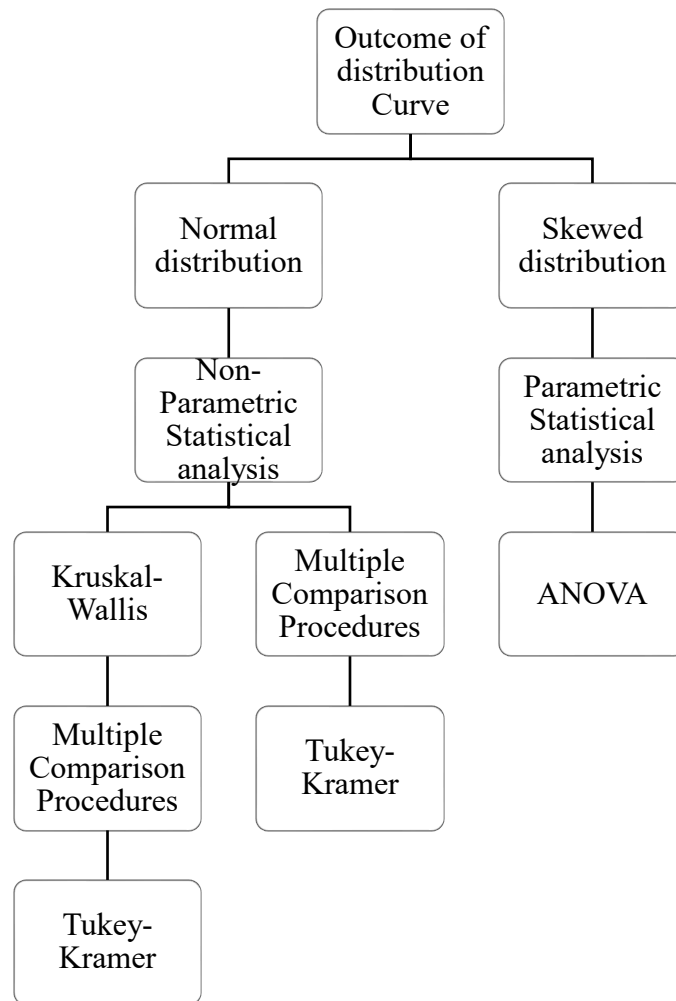 Outcome of
distribution
Curve
Normal
distribution
Skewed
distribution
Non-
Parametric
Statistical
analysis
Parametric
Statistical
analysis
Kruskal-
Wallis
Multiple
Comparison
Procedures
ANOVA
Multiple
Comparison
Procedures
Tukey-
Kramer
Tukey-
Kramer